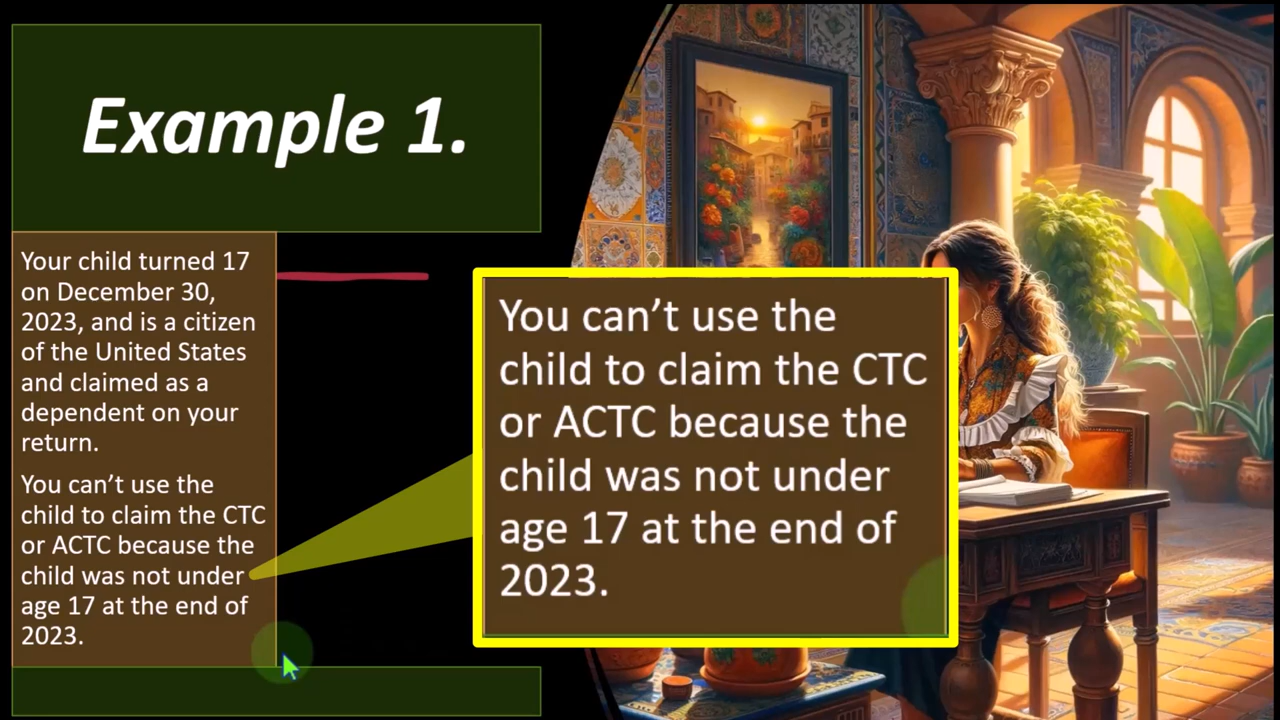 Example 1.
Your child turned 17
on December 30,
2023, and is a citizen
of the United States
and claimed as a
dependent on your
return.
You can’t use the
child to claim the CTC
or ACTC because the
child was not under
age 17 at the end of
2023.
You can’t use the
child to claim the CTC
or ACTC because the
child was not under
age 17 at the end of
2023.